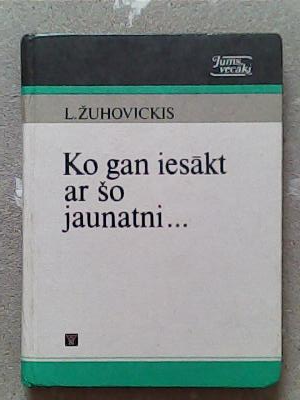 Jums,
vecāki
L.ŽUHOVICKIS
Ko gan iesākt
ar šo
jaunatni...